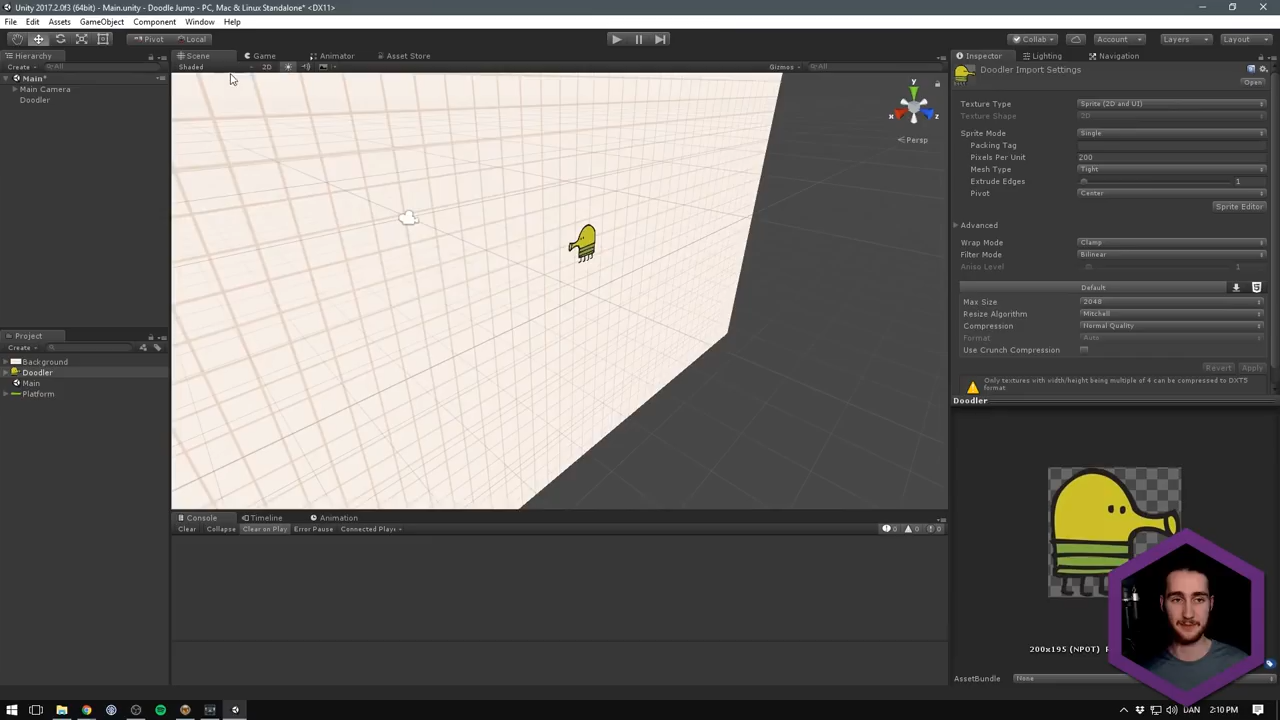 Unity 2017.2.0f3 (64bit) - Main.unity - Doodle Jump - PC, Mac & Linux Standalone* <DX11>
File Edit Assets GameObject Component Window Help
Pivot Local Collab Account Layers Layout
Hierarchy Scene Game Animator Asset Store Inspector Lighting Navigation
Create All Shaded 2D Gizmos All
Main*
Main Camera
Doodler
y
x
z
Persp
Doodler Import Settings
Open
Texture Type Sprite (2D and UI)
Texture Shape 2D
Sprite Mode Single
Packing Tag
Pixels Per Unit 200
Mesh Type Tight
Extrude Edges 1
Pivot Center
Sprite Editor
Advanced
Wrap Mode Clamp
Filter Mode Bilinear
Aniso Level 1
Default
Max Size 2048
Resize Algorithm Mitchell
Compression Normal Quality
Format Auto
Use Crunch Compression
Revert Apply
Only textures with width/height being multiple of 4 can be compressed to DXT5
format
Project
Create
Background
Doodler
Main
Platform
Console Timeline Animation
Clear Collapse Clear on Play Error Pause Connected Player
0 0 0
Doodler
200x195 (NPOT)
AssetBundle None
DAN 2:10 PM